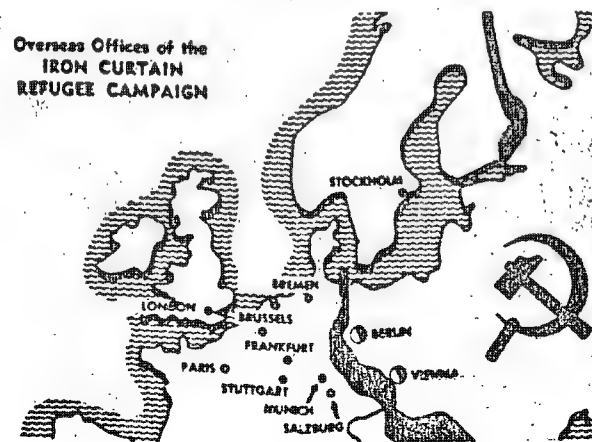 Overseas Offices of the
IRON CURTAIN
REFUGEE CAMPAIGN
STOCKHOLM
BREMEN
LONDON
BRUSSELS
BERLIN
FRANKFURT
PARIS
VIENNA
STUTTGART
MUNICH
SALZBURG